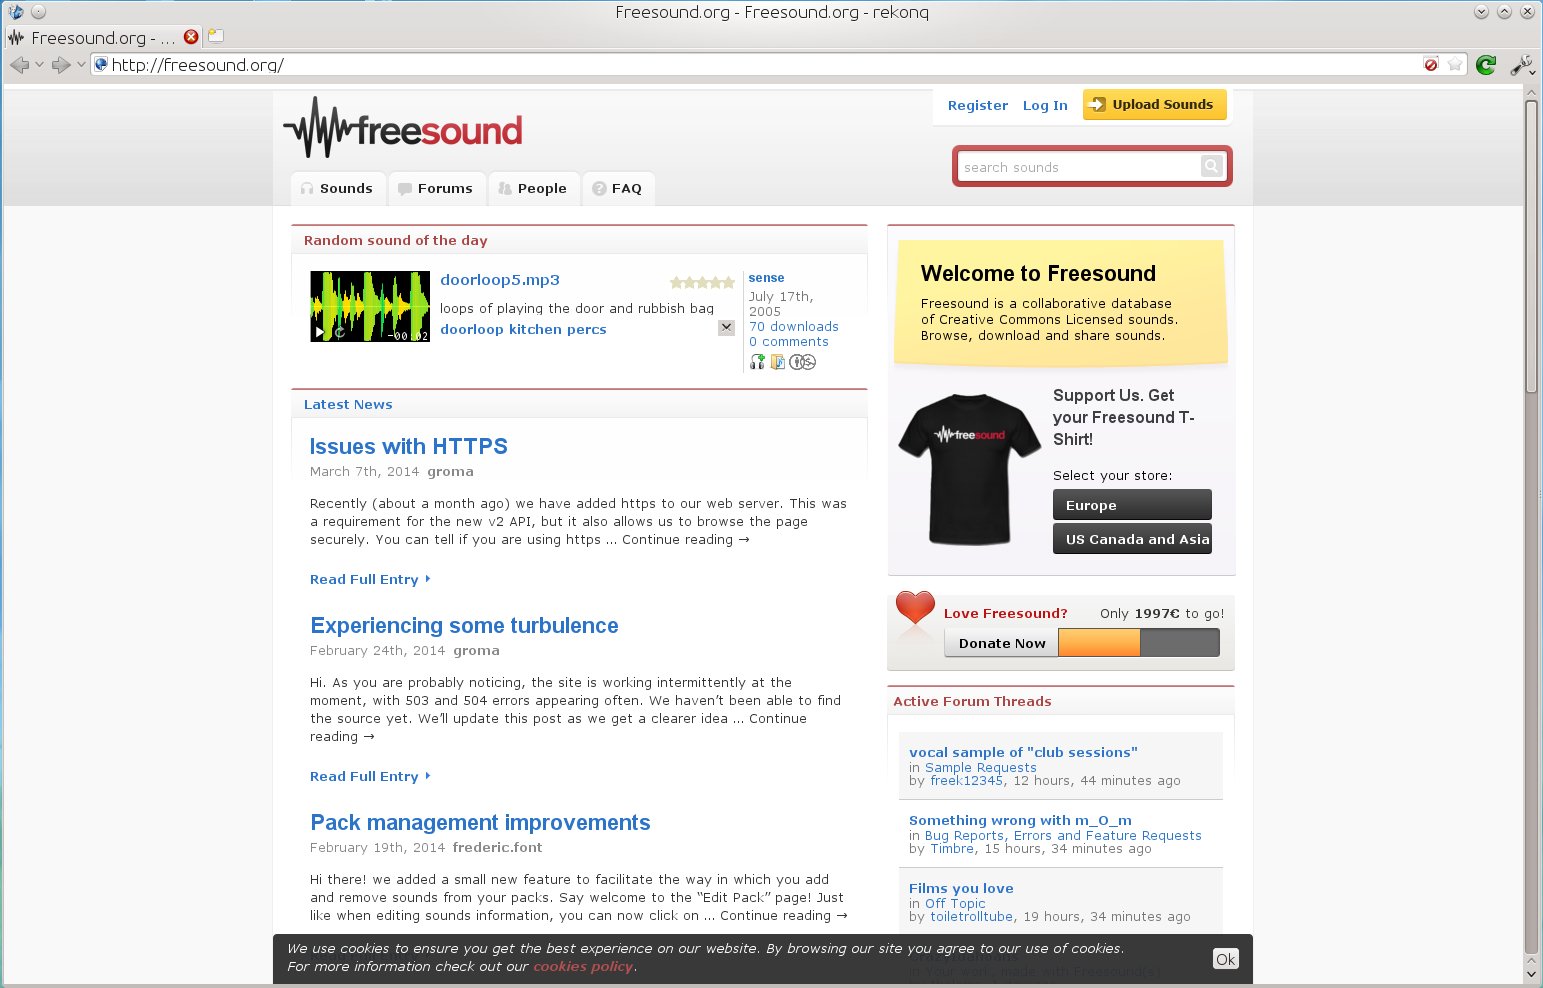 Freesound.org - Freesound.org - rekonq
Freesound.org - ...
http://freesound.org/
freesound
Register Log In Upload Sounds
search sounds
Sounds Forums People FAQ
Random sound of the day
doorloop5.mp3
loops of playing the door and rubbish bag
doorloop kitchen percs
-00:02
sense
July 17th,
2005
70 downloads
0 comments
Latest News
Issues with HTTPS
March 7th, 2014 groma
Recently (about a month ago) we have added https to our web server. This was
a requirement for the new v2 API, but it also allows us to browse the page
securely. You can tell if you are using https ... Continue reading →
Read Full Entry
Experiencing some turbulence
February 24th, 2014 groma
Hi. As you are probably noticing, the site is working intermittently at the
moment, with 503 and 504 errors appearing often. We haven’t been able to find
the source yet. We’ll update this post as we get a clearer idea ... Continue
reading →
Read Full Entry
Pack management improvements
February 19th, 2014 frederic.font
Hi there! we added a small new feature to facilitate the way in which you add
and remove sounds from your packs. Say welcome to the “Edit Pack” page! Just
like when editing sounds information, you can now click on ... Continue reading →
Welcome to Freesound
Freesound is a collaborative database
of Creative Commons Licensed sounds.
Browse, download and share sounds.
freesound
Support Us. Get
your Freesound T-
Shirt!
Select your store:
Europe
US Canada and Asia
Love Freesound? Only 1997€ to go!
Donate Now
Active Forum Threads
vocal sample of "club sessions"
in Sample Requests
by freek12345, 12 hours, 44 minutes ago
Something wrong with m_O_m
in Bug Reports, Errors and Feature Requests
by Timbre, 15 hours, 34 minutes ago
Films you love
in Off Topic
by toiletrolltube, 19 hours, 34 minutes ago
in Your work, made with Freesound(s)
We use cookies to ensure you get the best experience on our website. By browsing our site you agree to our use of cookies.
For more information check out our cookies policy.
Ok